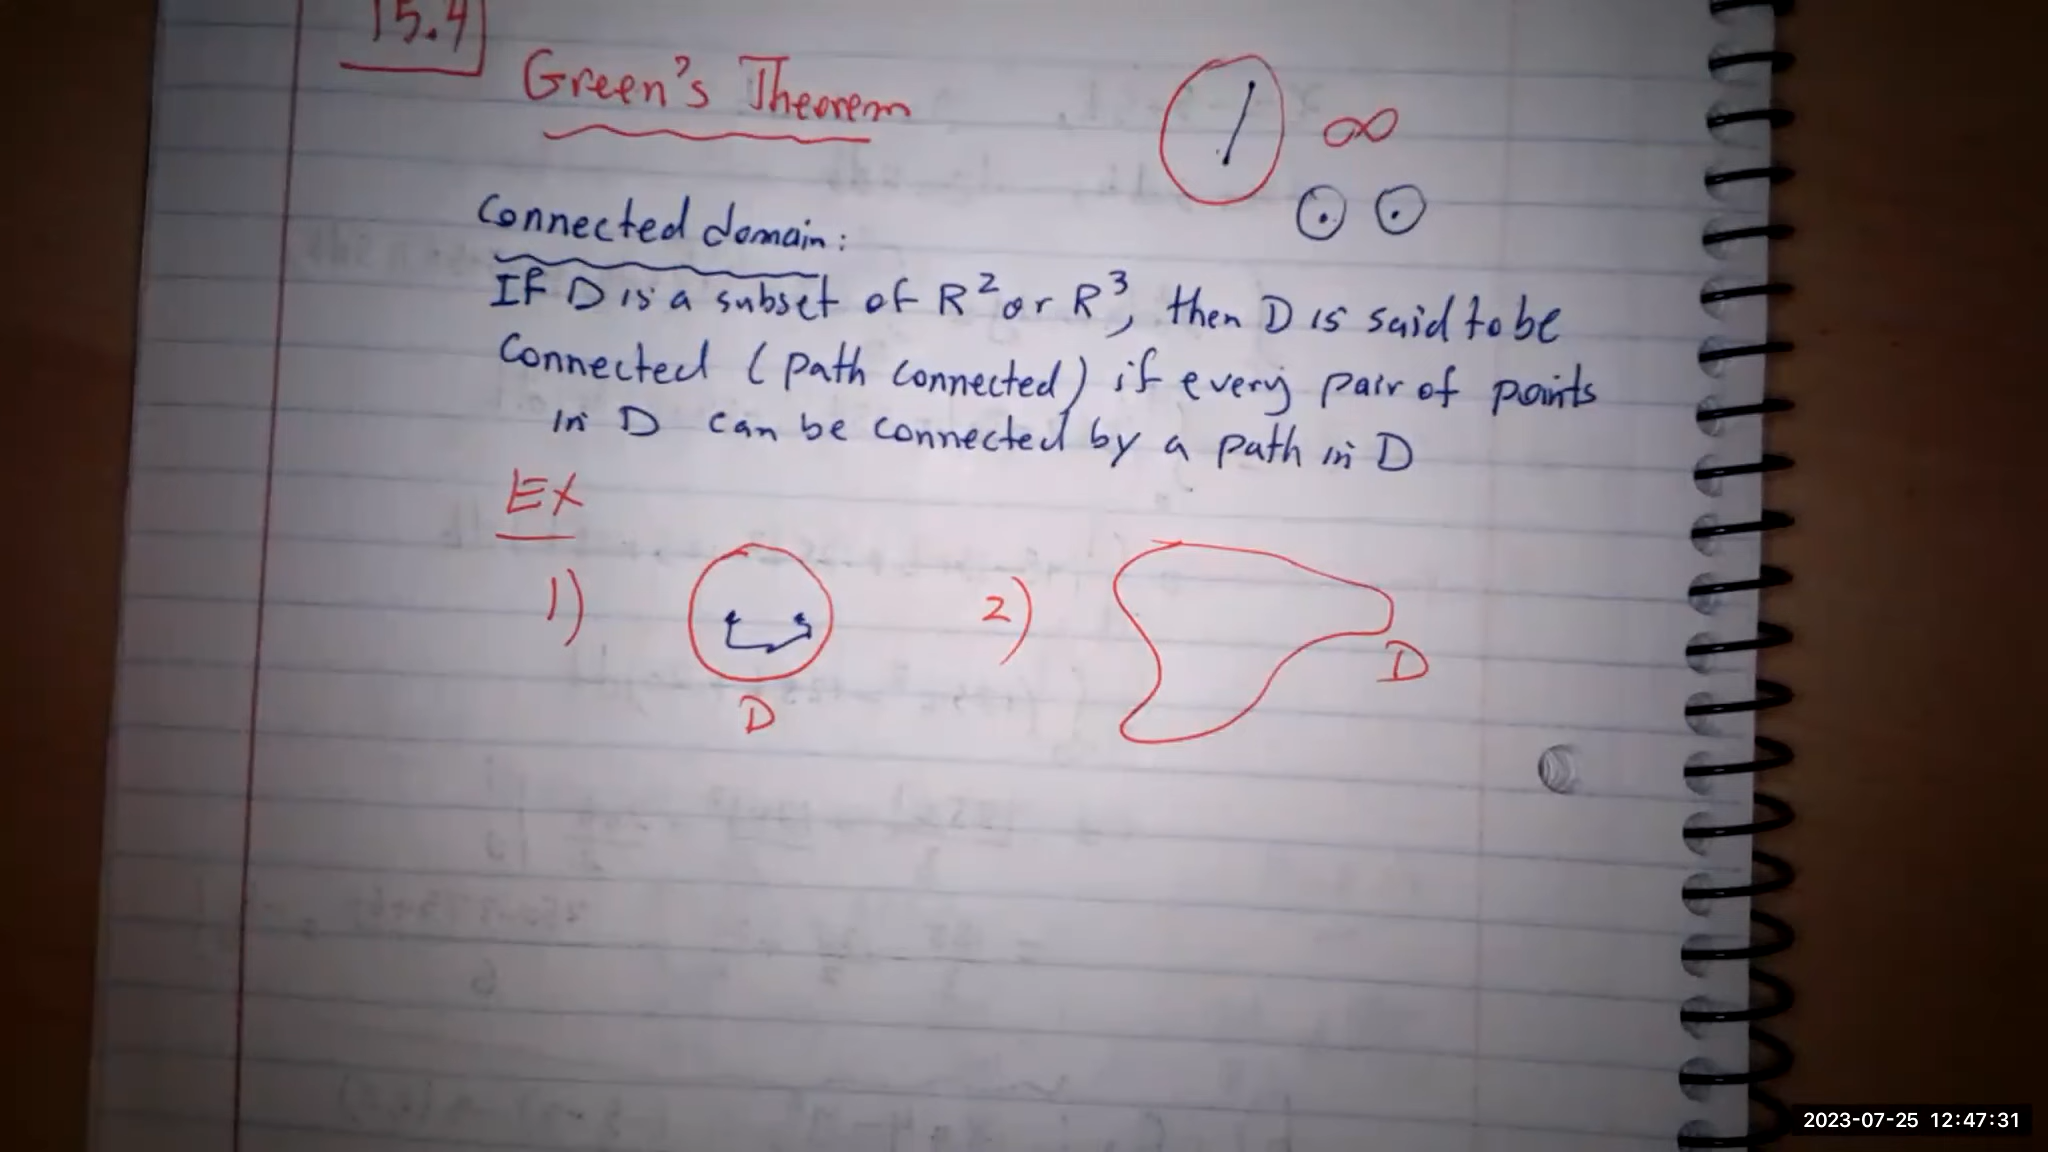 15.4
Green's Theorem
∞
Connected domain:
If D is a subset of R² or R³, then D is said to be
Connected (path connected) if every pair of points
in D can be connected by a path in D
EX
1)
2)
D
D
2023-07-25 12:47:31